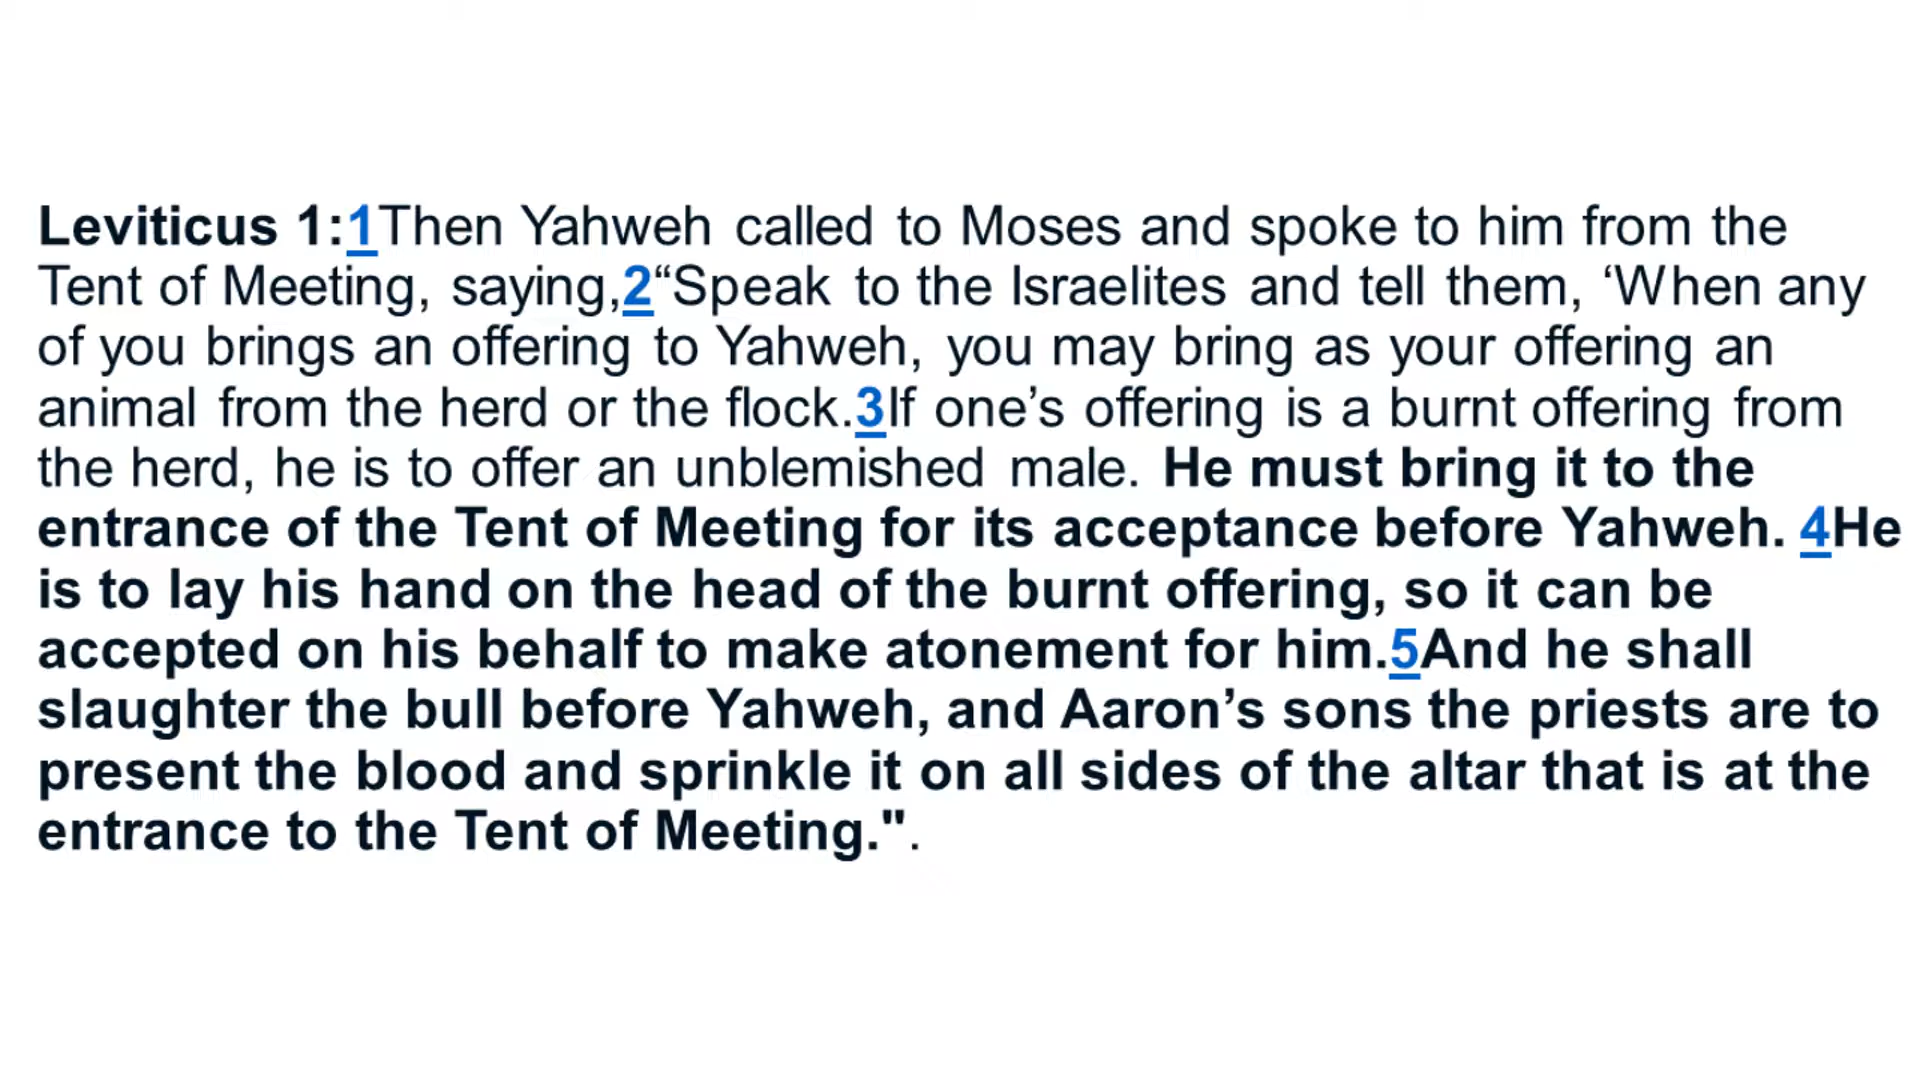 Leviticus 1:1Then Yahweh called to Moses and spoke to him from the
Tent of Meeting, saying,2“Speak to the Israelites and tell them, ‘When any
of you brings an offering to Yahweh, you may bring as your offering an
animal from the herd or the flock.3If one’s offering is a burnt offering from
the herd, he is to offer an unblemished male. He must bring it to the
entrance of the Tent of Meeting for its acceptance before Yahweh. 4He
is to lay his hand on the head of the burnt offering, so it can be
accepted on his behalf to make atonement for him.5And he shall
slaughter the bull before Yahweh, and Aaron’s sons the priests are to
present the blood and sprinkle it on all sides of the altar that is at the
entrance to the Tent of Meeting.".